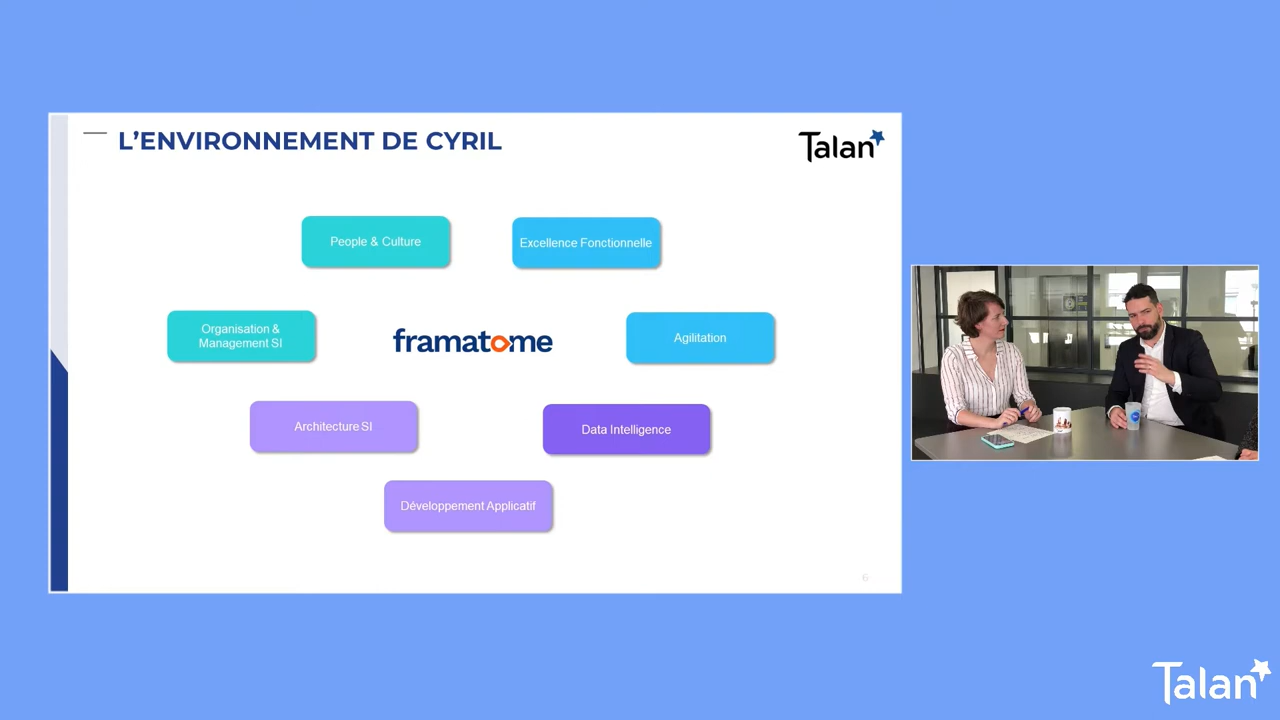 L'ENVIRONNEMENT DE CYRIL
Talan
People & Culture
Excellence Fonctionnelle
Organisation &
Management SI
framatome
Agilitation
Architecture SI
Data Intelligence
Développement Applicatif
6
Talan